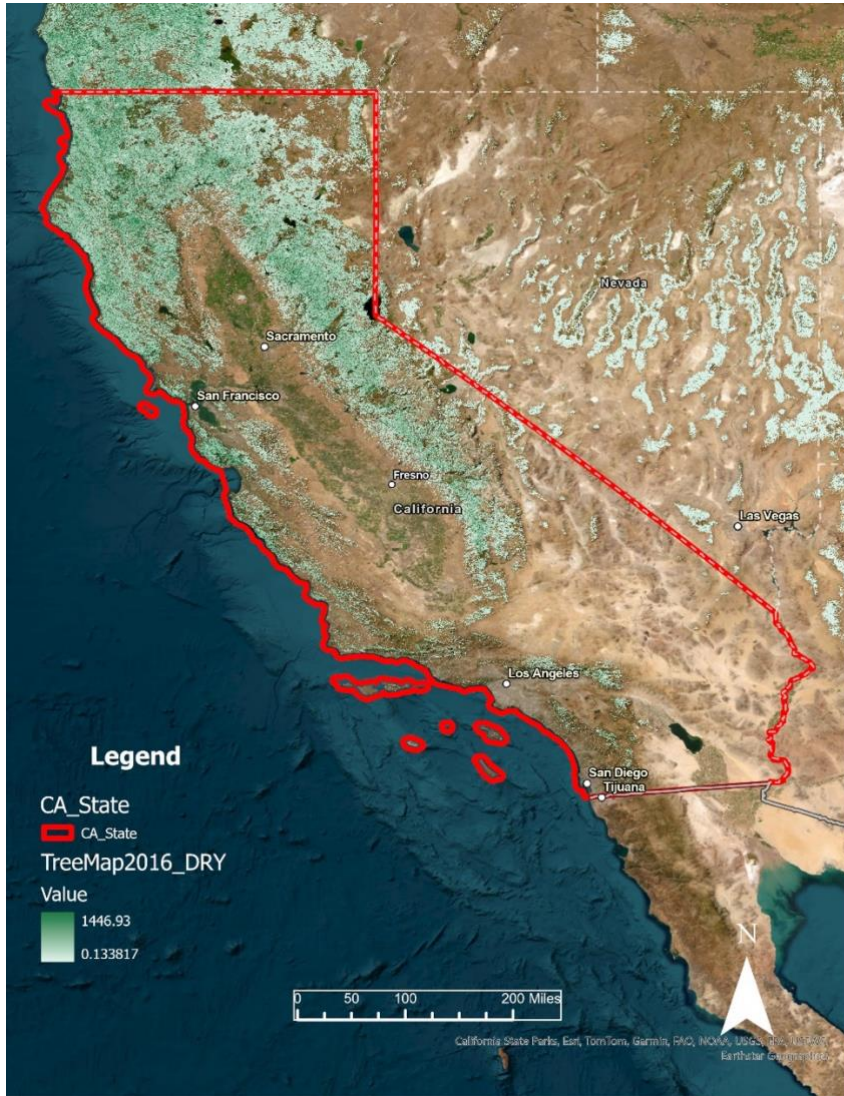 Nevada
Sacramento
San Francisco
Fresno
California
Las Vegas
Los Angeles
San Diego
Tijuana
Legend
CA_State
CA_State
TreeMap2016_DRY
Value
1446.93
0.133817
N
0 50 100 200 Miles
California State Parks, Esri, TomTom, Garmin, FAO, NOAA, USGS,
Earthstar Geographics